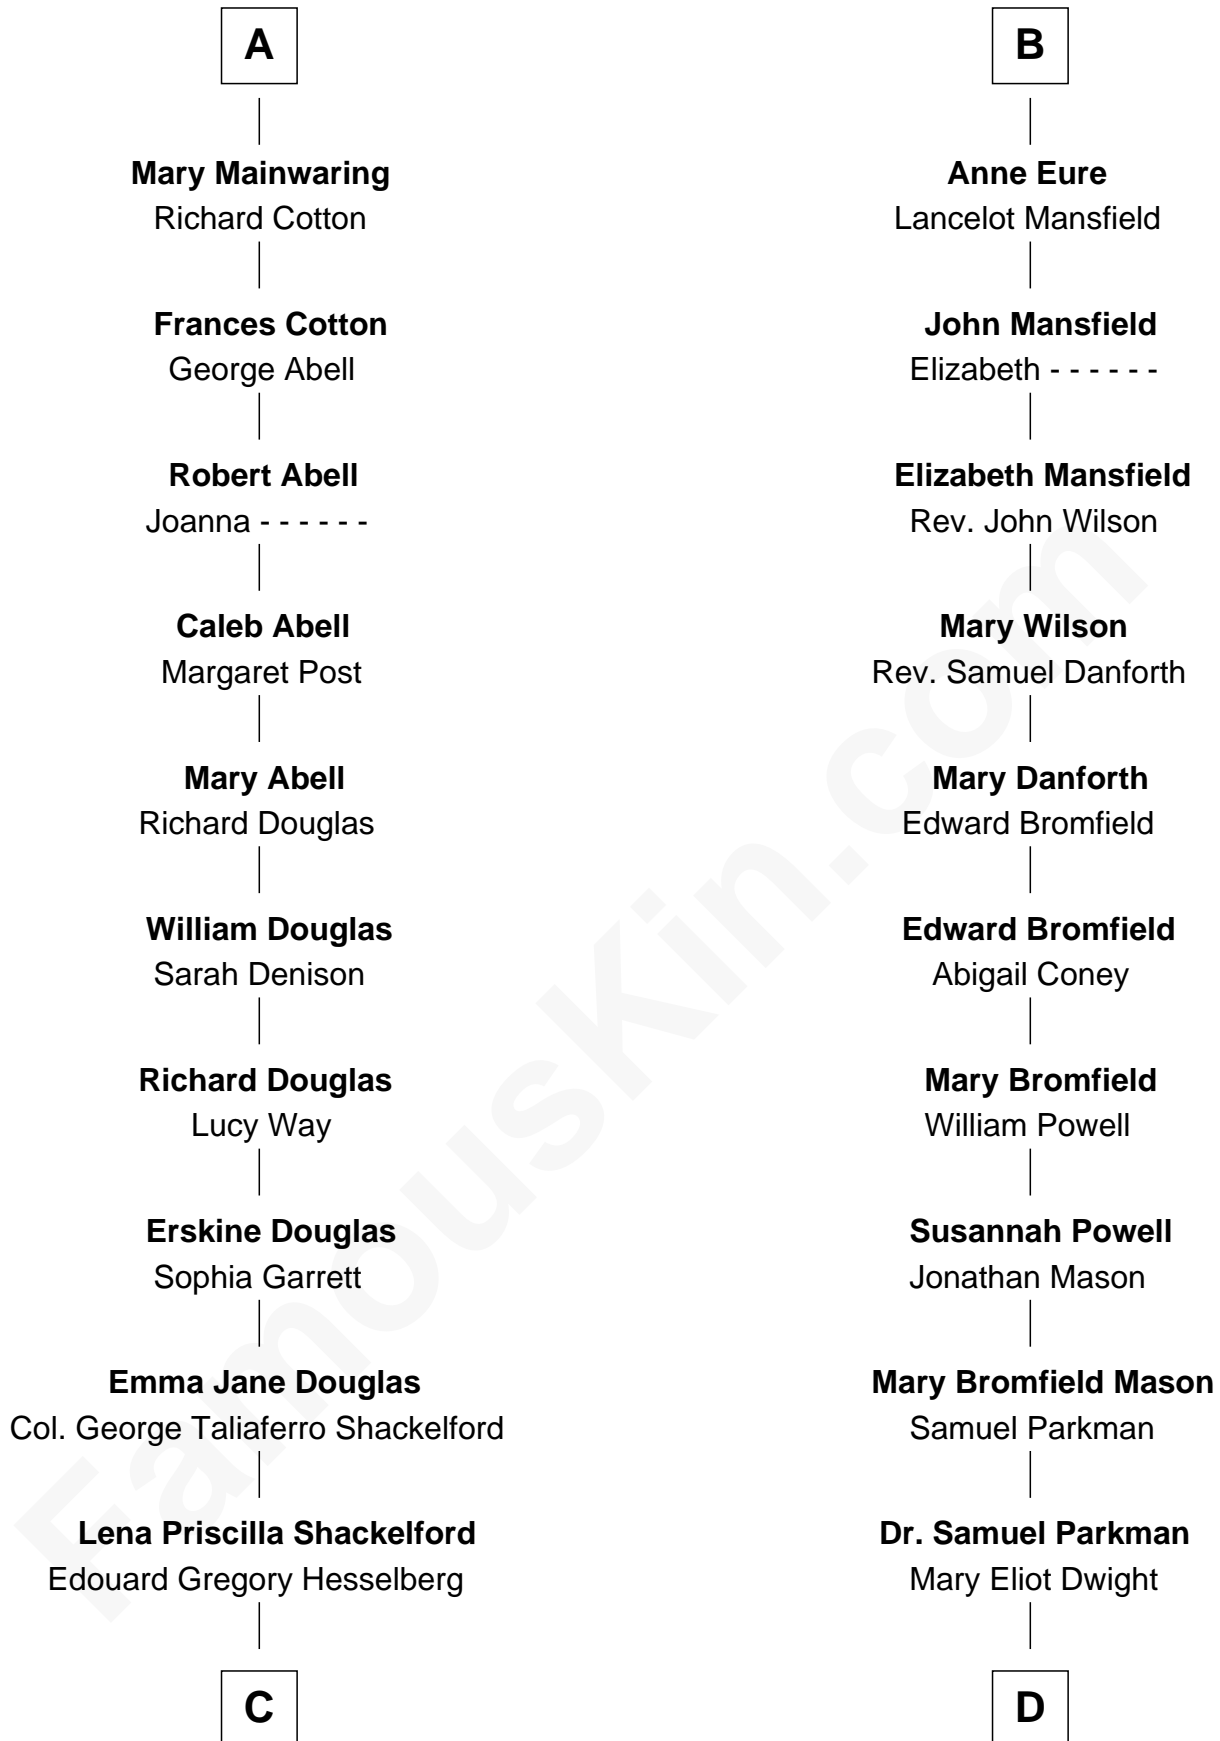 A
Mary Mainwaring
Richard Cotton
Frances Cotton
George Abell
Robert Abell
Joanna - - - - - -
Caleb Abell
Margaret Post
Mary Abell
Richard Douglas
William Douglas
Sarah Denison
Richard Douglas
Lucy Way
Erskine Douglas
Sophia Garrett
Emma Jane Douglas
Col. George Taliaferro Shackelford
Lena Priscilla Shackelford
Edouard Gregory Hesselberg
C
B
Anne Eure
Lancelot Mansfield
John Mansfield
Elizabeth - - - - - -
Elizabeth Mansfield
Rev. John Wilson
Mary Wilson
Rev. Samuel Danforth
Mary Danforth
Edward Bromfield
Edward Bromfield
Abigail Coney
Mary Bromfield
William Powell
Susannah Powell
Jonathan Mason
Mary Bromfield Mason
Samuel Parkman
Dr. Samuel Parkman
Mary Eliot Dwight
D
FamousKin.com